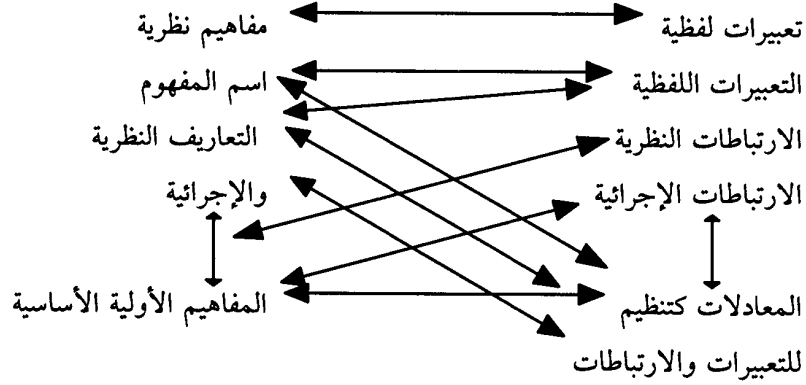 تعبيرات لفظية
مفاهيم نظرية
التعبيرات اللفظية
اسم المفهوم
الارتباطات النظرية
التعاريف النظرية
الارتباطات الإجرائية
والإجرائية
المعادلات كتنظيم
المفاهيم الأولية الأساسية
للتعبيرات والارتباطات